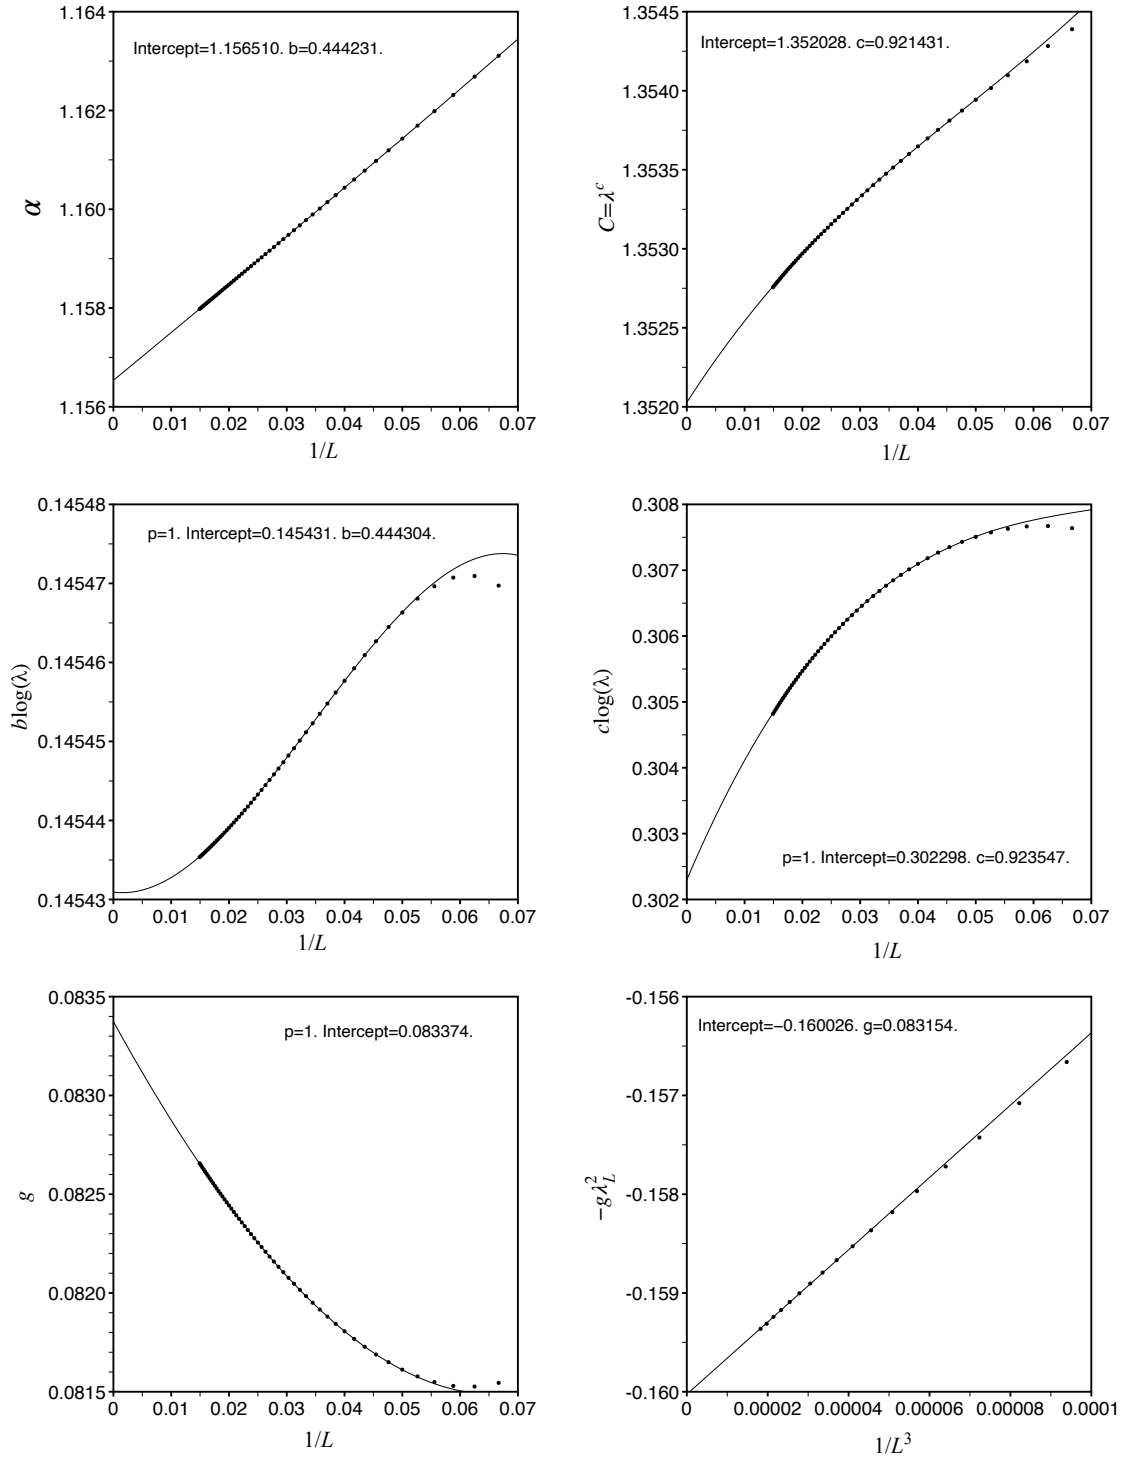 1.164
1.162
1.160
1.158
1.156
α
Intercept=1.156510. b=0.444231.
0 0.01 0.02 0.03 0.04 0.05 0.06 0.07
1/L
1.3545
1.3540
1.3535
1.3530
1.3525
1.3520
C=λ^c
Intercept=1.352028. c=0.921431.
0 0.01 0.02 0.03 0.04 0.05 0.06 0.07
1/L
0.14548
0.14547
0.14546
0.14545
0.14544
0.14543
blog(λ)
p=1. Intercept=0.145431. b=0.444304.
0 0.01 0.02 0.03 0.04 0.05 0.06 0.07
1/L
0.308
0.307
0.306
0.305
0.304
0.303
0.302
clog(λ)
p=1. Intercept=0.302298. c=0.923547.
0 0.01 0.02 0.03 0.04 0.05 0.06 0.07
1/L
0.0835
0.0830
0.0825
0.0820
0.0815
g
p=1. Intercept=0.083374.
0 0.01 0.02 0.03 0.04 0.05 0.06 0.07
1/L
-0.156
-0.157
-0.158
-0.159
-0.160
−gλ_L^2
Intercept=−0.160026. g=0.083154.
0 0.00002 0.00004 0.00006 0.00008 0.0001
1/L^3